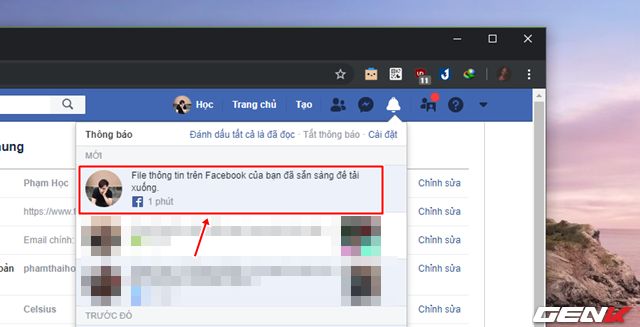 11
Học Trang chủ Tạo
Thông báo Đánh dấu tất cả là đã đọc · Tắt thông báo · Cài đặt
MỚI
File thông tin trên Facebook của bạn đã sẵn sàng để tải
xuống.
1 phút
TRƯỚC ĐÓ
hung
Phạm Học Chỉnh sửa
https://www.f Chỉnh sửa
Email chính: Chỉnh sửa
oản phamthaiho Chỉnh sửa
Celsius Chỉnh sửa
GENK